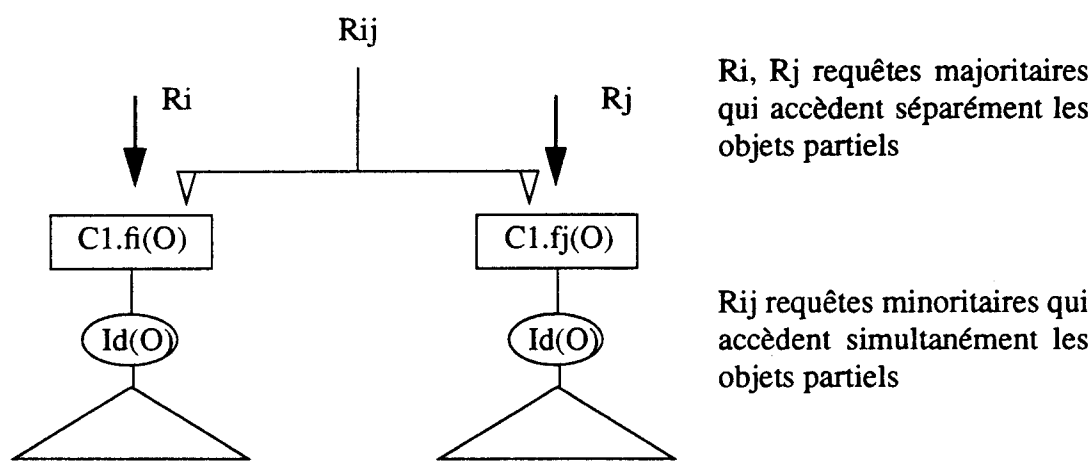 Rij
Ri
Rj
Ri, Rj requêtes majoritaires
qui accèdent séparément les
objets partiels
C1.fi(O)
C1.fj(O)
Id(O)
Id(O)
Rij requêtes minoritaires qui
accèdent simultanément les
objets partiels